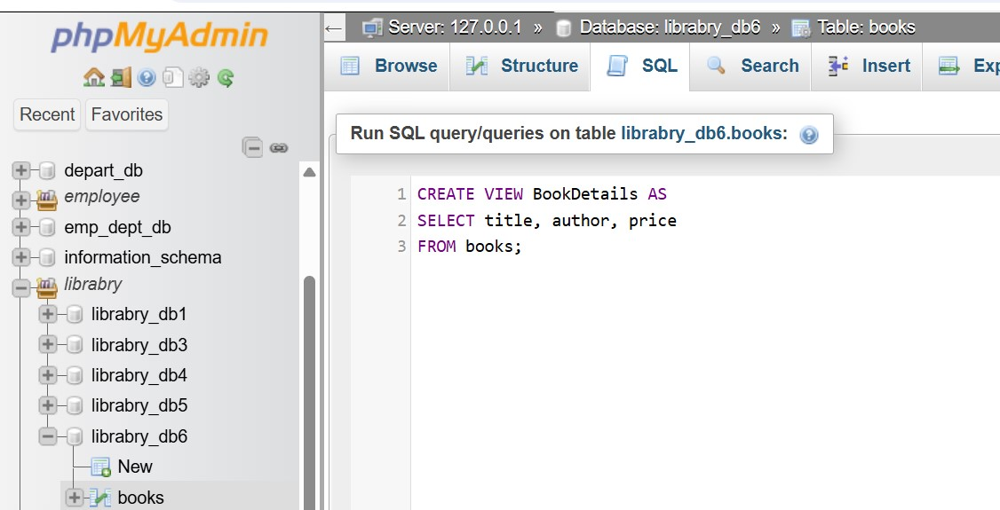 phpMyAdmin
Recent Favorites
depart_db
employee
emp_dept_db
information_schema
librabry
librabry_db1
librabry_db3
librabry_db4
librabry_db5
librabry_db6
New
books
Server: 127.0.0.1 » Database: librabry_db6 » Table: books
Browse Structure SQL Search Insert Exp
Run SQL query/queries on table librabry_db6.books:
1 CREATE VIEW BookDetails AS
2 SELECT title, author, price
3 FROM books;